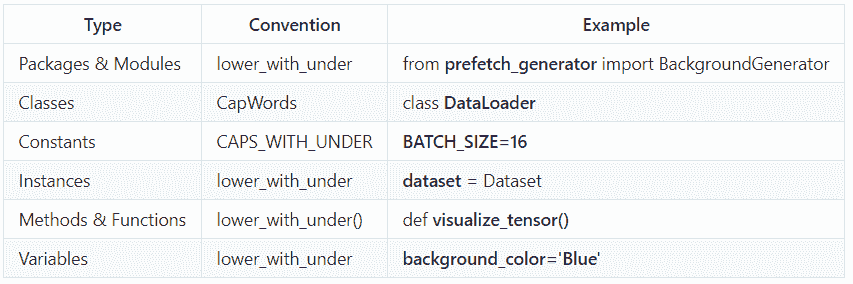 Type Convention Example
Packages & Modules lower_with_under from prefetch_generator import BackgroundGenerator
Classes CapWords class DataLoader
Constants CAPS_WITH_UNDER BATCH_SIZE=16
Instances lower_with_under dataset = Dataset
Methods & Functions lower_with_under() def visualize_tensor()
Variables lower_with_under background_color='Blue'